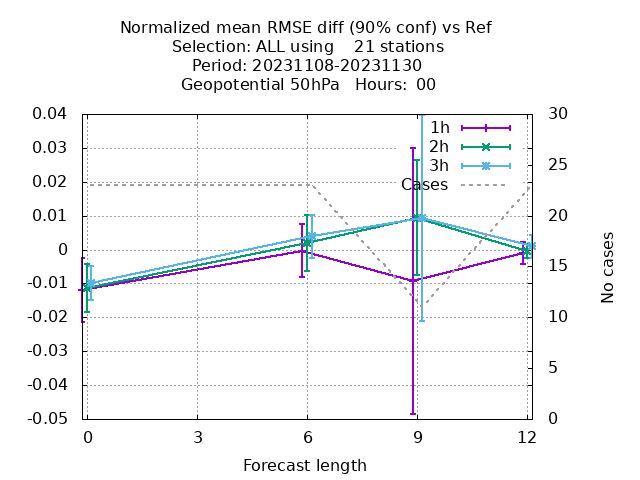 Normalized mean RMSE diff (90% conf) vs Ref
Selection: ALL using    21 stations
Period: 20231108-20231130
Geopotential 50hPa   Hours:  00
0.04
0.03
0.02
0.01
0
-0.01
-0.02
-0.03
-0.04
-0.05
1h
2h
3h
Cases
30
25
20
15
10
5
0
No cases
0
3
6
9
12
Forecast length